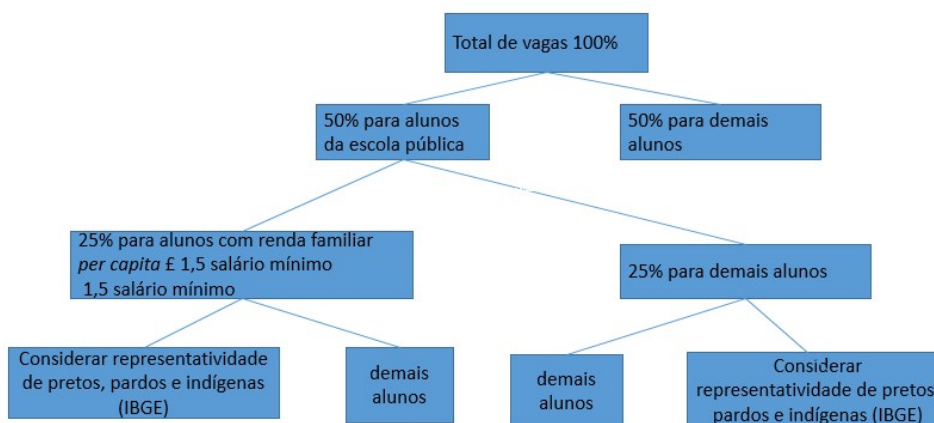 Total de vagas 100%
50% para alunos
da escola pública
50% para demais
alunos
25% para alunos com renda familiar
per capita £ 1,5 salário mínimo
1,5 salário mínimo
25% para demais alunos
Considerar representatividade
de pretos, pardos e indígenas
(IBGE)
demais
alunos
demais
alunos
Considerar
representatividade de pretos
pardos e indígenas (IBGE)